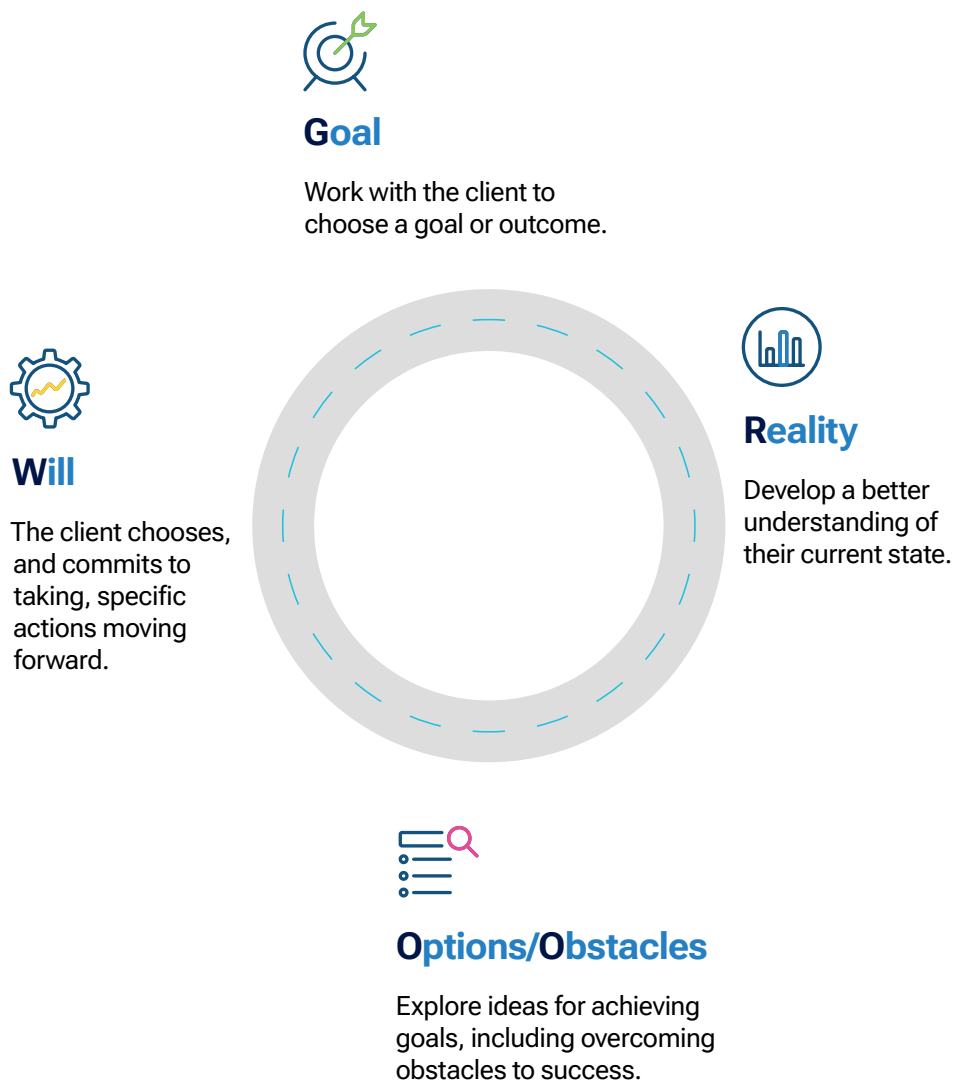 Goal
Work with the client to
choose a goal or outcome.
Reality
Develop a better
understanding of
their current state.
Options/Obstacles
Explore ideas for achieving
goals, including overcoming
obstacles to success.
Will
The client chooses,
and commits to
taking, specific
actions moving
forward.